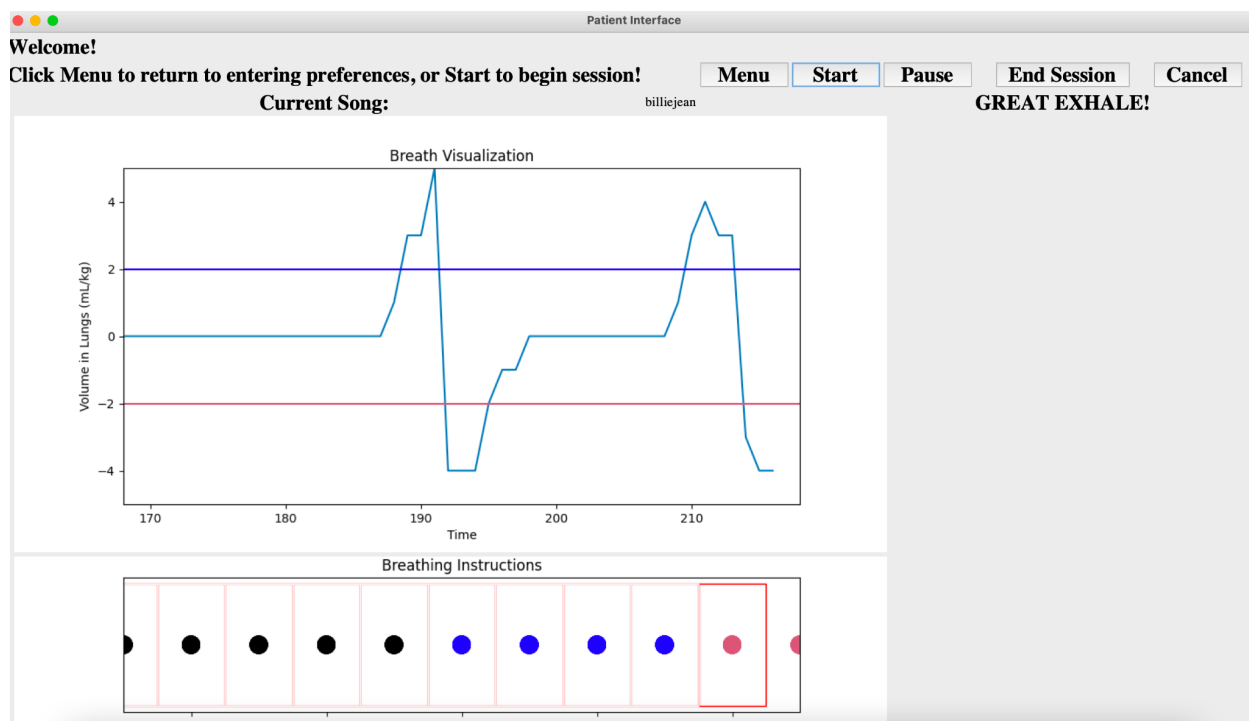 Patient Interface
Welcome!
Click Menu to return to entering preferences, or Start to begin session!
Menu
Start
Pause
End Session
Cancel
Current Song:
billiejean
GREAT EXHALE!
Breath Visualization
Volume in Lungs (mL/kg)
4
2
0
−2
−4
170
180
190
200
210
Time
Breathing Instructions